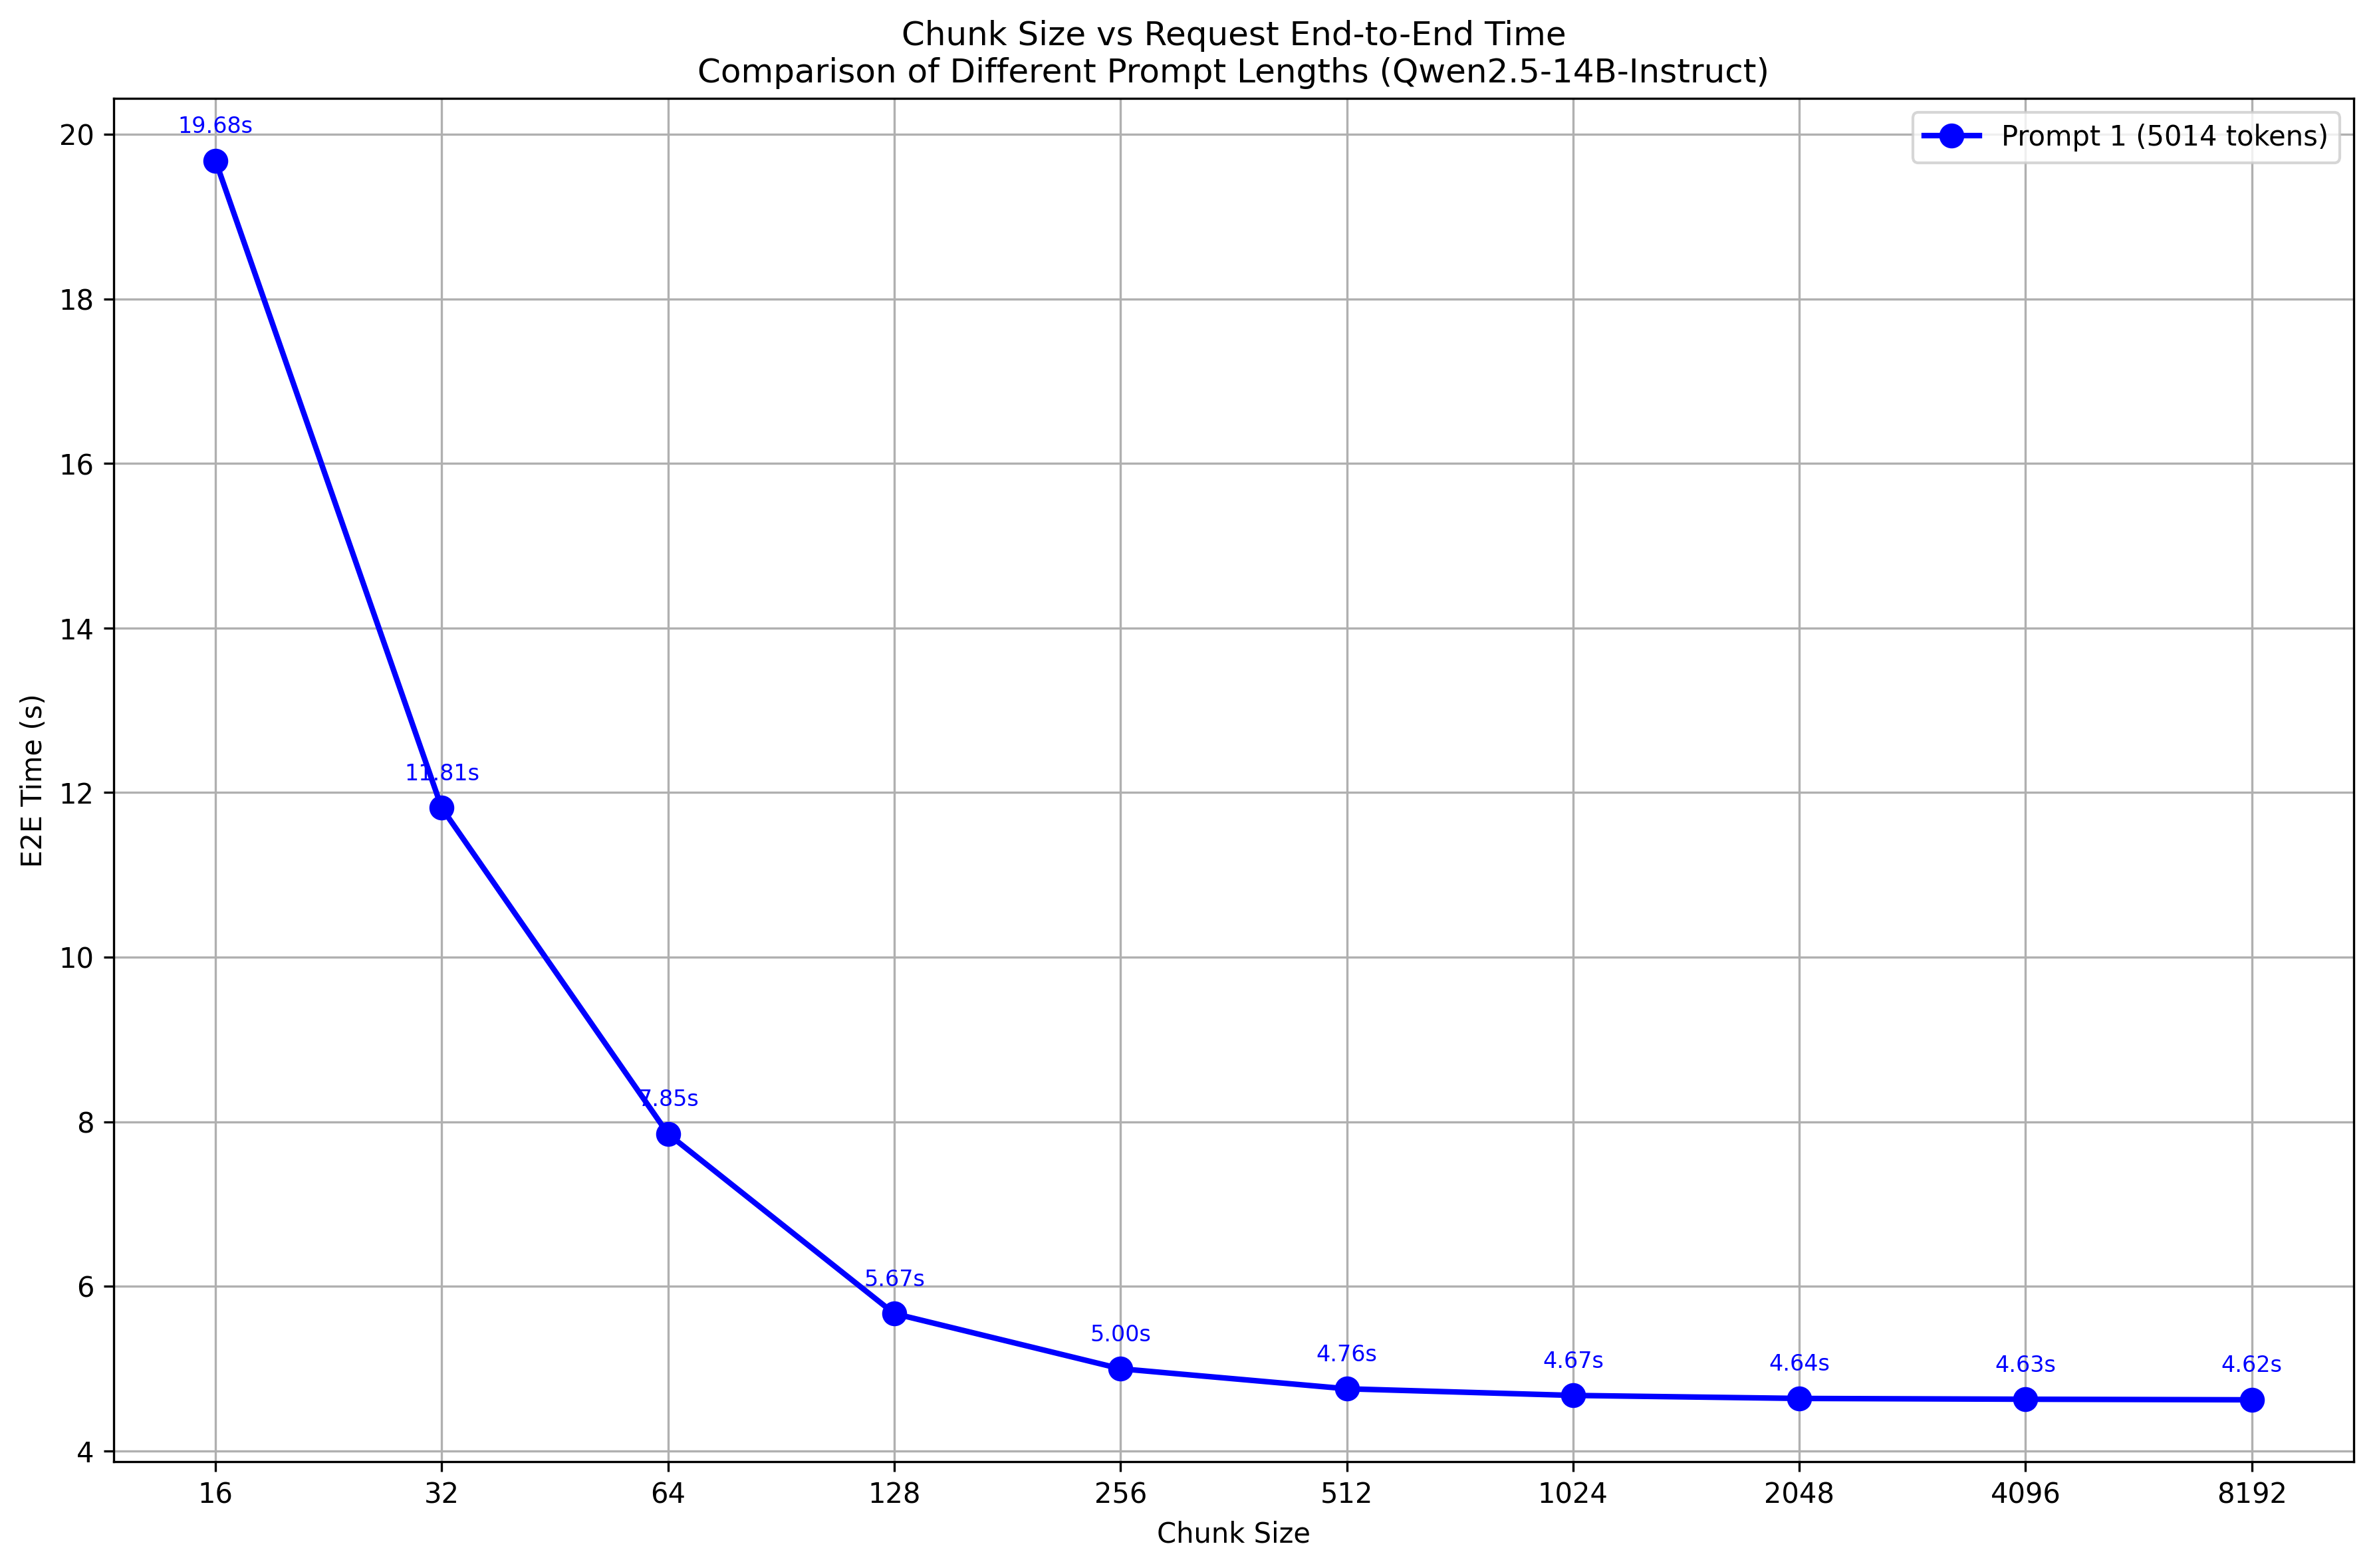 Chunk Size vs Request End-to-End Time
Comparison of Different Prompt Lengths (Qwen2.5-14B-Instruct)
Prompt 1 (5014 tokens)
E2E Time (s)
20
18
16
14
12
10
8
6
4
19.68s
11.81s
7.85s
5.67s
5.00s
4.76s
4.67s
4.64s
4.63s
4.62s
16 32 64 128 256 512 1024 2048 4096 8192
Chunk Size